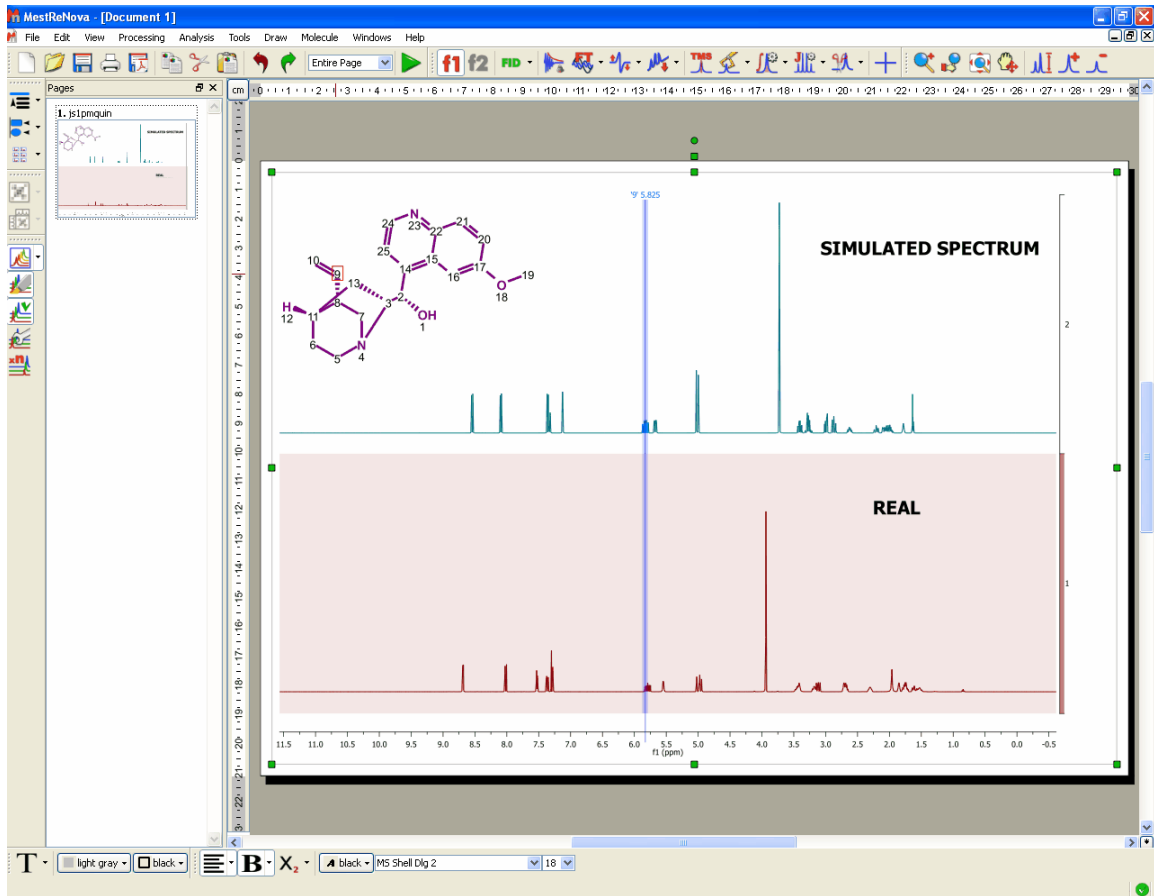 MestReNova - [Document 1]
File Edit View Processing Analysis Tools Draw Molecule Windows Help
Entire Page f1 f2 FID TMS
Pages
1. js1pmquin
SIMULATED SPECTRUM
REAL
cm
'9' 5.825
SIMULATED SPECTRUM
N
23
24
22
21
20
25
15
14
16
17
19
O
18
10
9
13
2
3
8
OH
1
H
12
11
7
6
N
5
4
2
REAL
1
11.5 11.0 10.5 10.0 9.5 9.0 8.5 8.0 7.5 7.0 6.5 6.0 5.5 5.0 4.5 4.0 3.5 3.0 2.5 2.0 1.5 1.0 0.5 0.0 -0.5
f1 (ppm)
T light gray black B X2 A black MS Shell Dlg 2 18